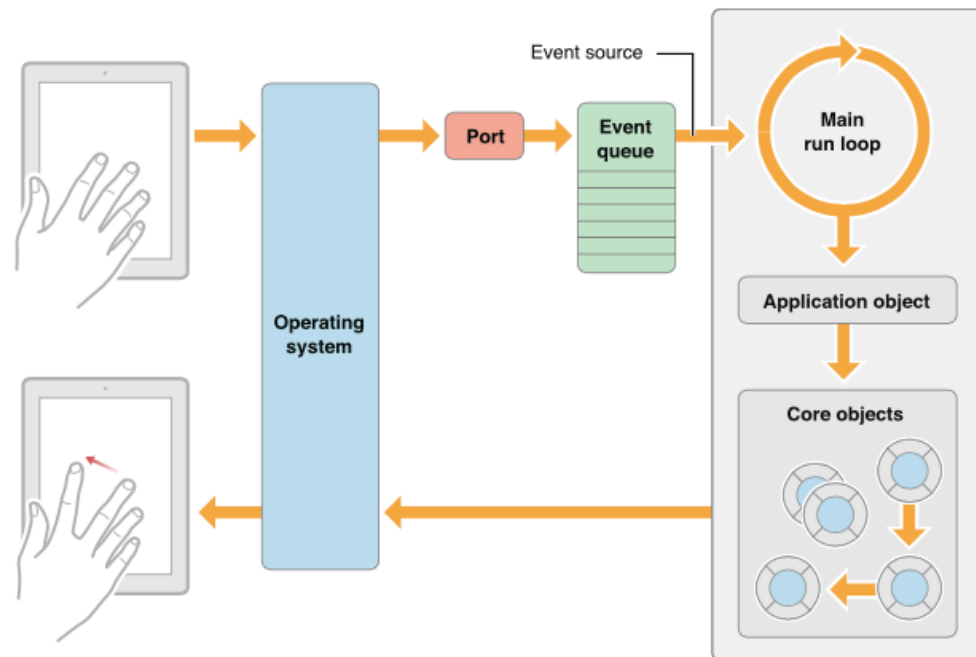 Event source
Port
Event
queue
Main
run loop
Operating
system
Application object
Core objects